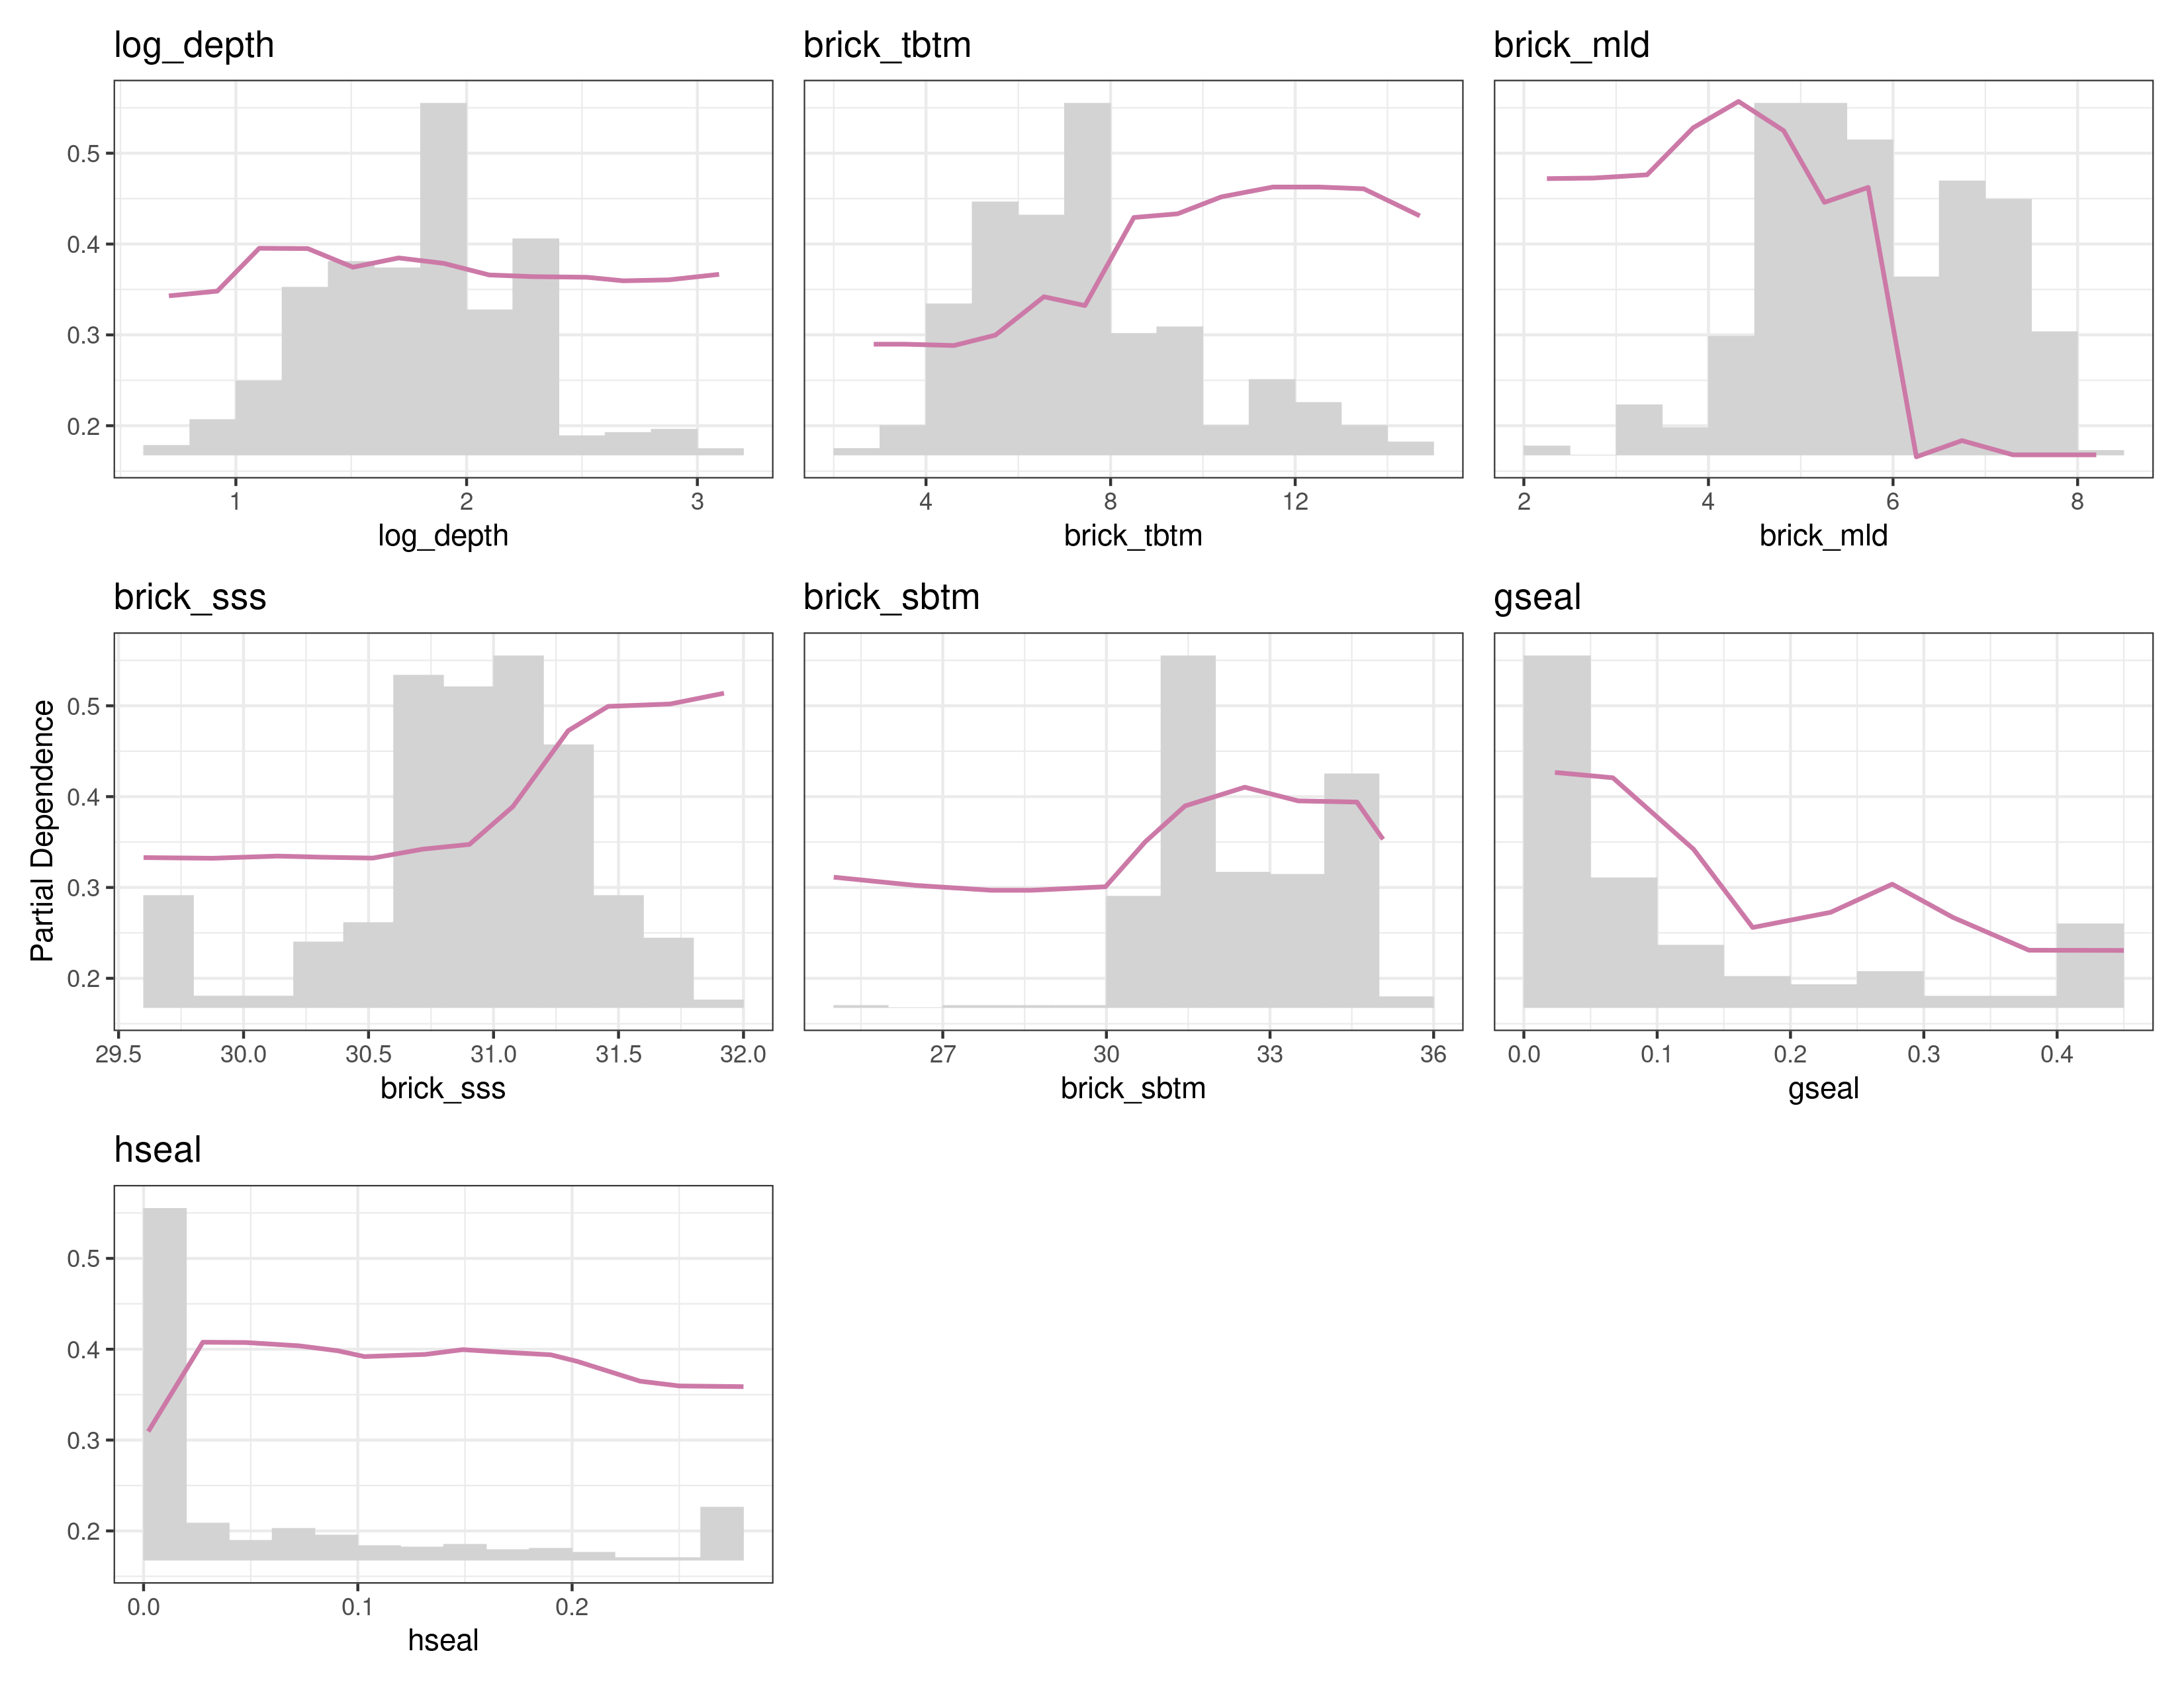 log_depth
brick_tbtm
brick_mld
0.5
0.4
0.3
0.2
1 2 3
4 8 12
2 4 6 8
log_depth
brick_tbtm
brick_mld
brick_sss
brick_sbtm
gseal
Partial Dependence
0.5
0.4
0.3
0.2
29.5 30.0 30.5 31.0 31.5 32.0
27 30 33 36
0.0 0.1 0.2 0.3 0.4
brick_sss
brick_sbtm
gseal
hseal
0.5
0.4
0.3
0.2
0.0 0.1 0.2
hseal